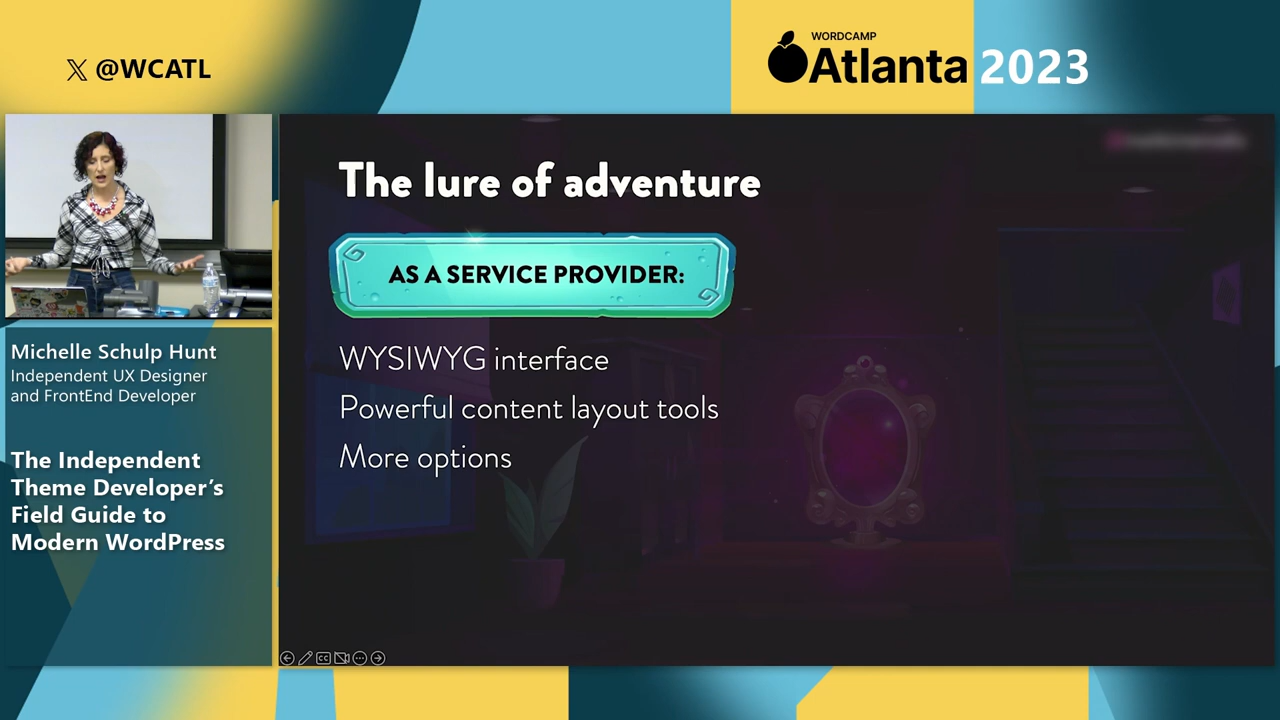 𝕏 @WCATL
WORDCAMP
Atlanta 2023
The lure of adventure
AS A SERVICE PROVIDER:
WYSIWYG interface
Powerful content layout tools
More options
Michelle Schulp Hunt
Independent UX Designer
and FrontEnd Developer
The Independent
Theme Developer’s
Field Guide to
Modern WordPress
CC